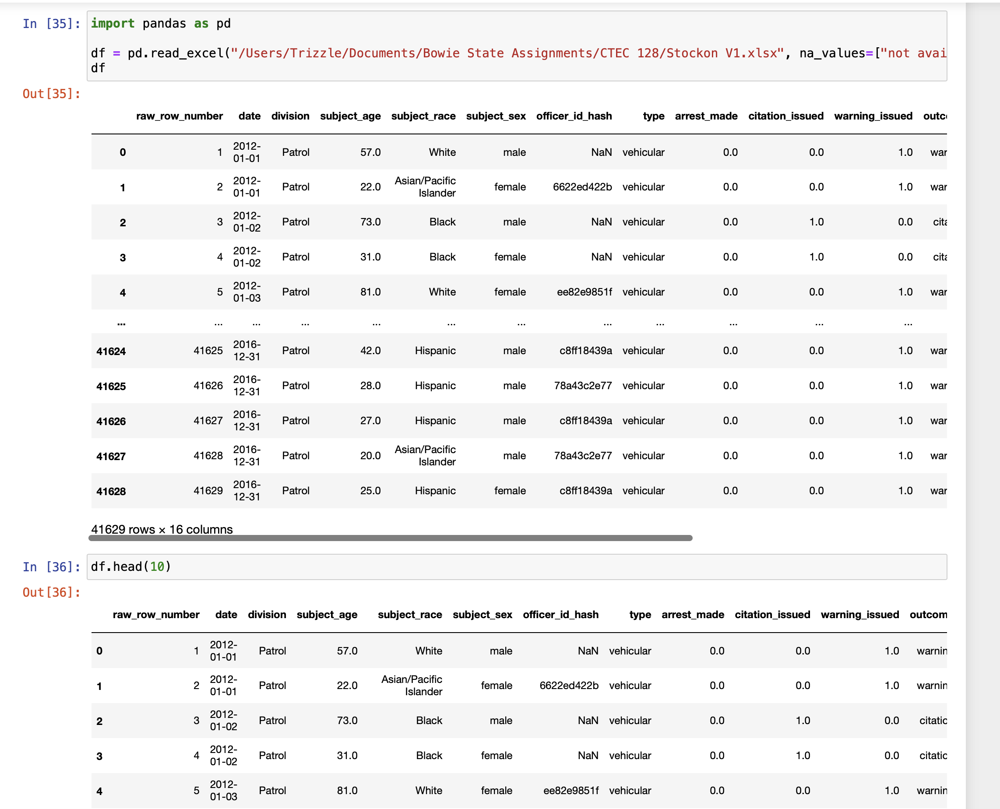 In [35]: import pandas as pd
df = pd.read_excel("/Users/Trizzle/Documents/Bowie State Assignments/CTEC 128/Stockon V1.xlsx", na_values=["not avai
df
Out[35]:
raw_row_number date division subject_age subject_race subject_sex officer_id_hash type arrest_made citation_issued warning_issued outc
0 1 2012-01-01 Patrol 57.0 White male NaN vehicular 0.0 0.0 1.0 war
1 2 2012-01-01 Patrol 22.0 Asian/Pacific Islander female 6622ed422b vehicular 0.0 0.0 1.0 war
2 3 2012-01-02 Patrol 73.0 Black male NaN vehicular 0.0 1.0 0.0 cita
3 4 2012-01-02 Patrol 31.0 Black female NaN vehicular 0.0 1.0 0.0 cita
4 5 2012-01-03 Patrol 81.0 White female ee82e9851f vehicular 0.0 0.0 1.0 war
... ... ... ... ... ... ... ... ... ... ... ...
41624 41625 2016-12-31 Patrol 42.0 Hispanic male c8ff18439a vehicular 0.0 0.0 1.0 war
41625 41626 2016-12-31 Patrol 28.0 Hispanic male 78a43c2e77 vehicular 0.0 0.0 1.0 war
41626 41627 2016-12-31 Patrol 27.0 Hispanic male c8ff18439a vehicular 0.0 0.0 1.0 war
41627 41628 2016-12-31 Patrol 20.0 Asian/Pacific Islander male 78a43c2e77 vehicular 0.0 0.0 1.0 war
41628 41629 2016-12-31 Patrol 25.0 Hispanic female c8ff18439a vehicular 0.0 0.0 1.0 war
41629 rows × 16 columns
In [36]: df.head(10)
Out[36]:
raw_row_number date division subject_age subject_race subject_sex officer_id_hash type arrest_made citation_issued warning_issued outcom
0 1 2012-01-01 Patrol 57.0 White male NaN vehicular 0.0 0.0 1.0 warnin
1 2 2012-01-01 Patrol 22.0 Asian/Pacific Islander female 6622ed422b vehicular 0.0 0.0 1.0 warnin
2 3 2012-01-02 Patrol 73.0 Black male NaN vehicular 0.0 1.0 0.0 citatio
3 4 2012-01-02 Patrol 31.0 Black female NaN vehicular 0.0 1.0 0.0 citatio
4 5 2012-01-03 Patrol 81.0 White female ee82e9851f vehicular 0.0 0.0 1.0 warnin